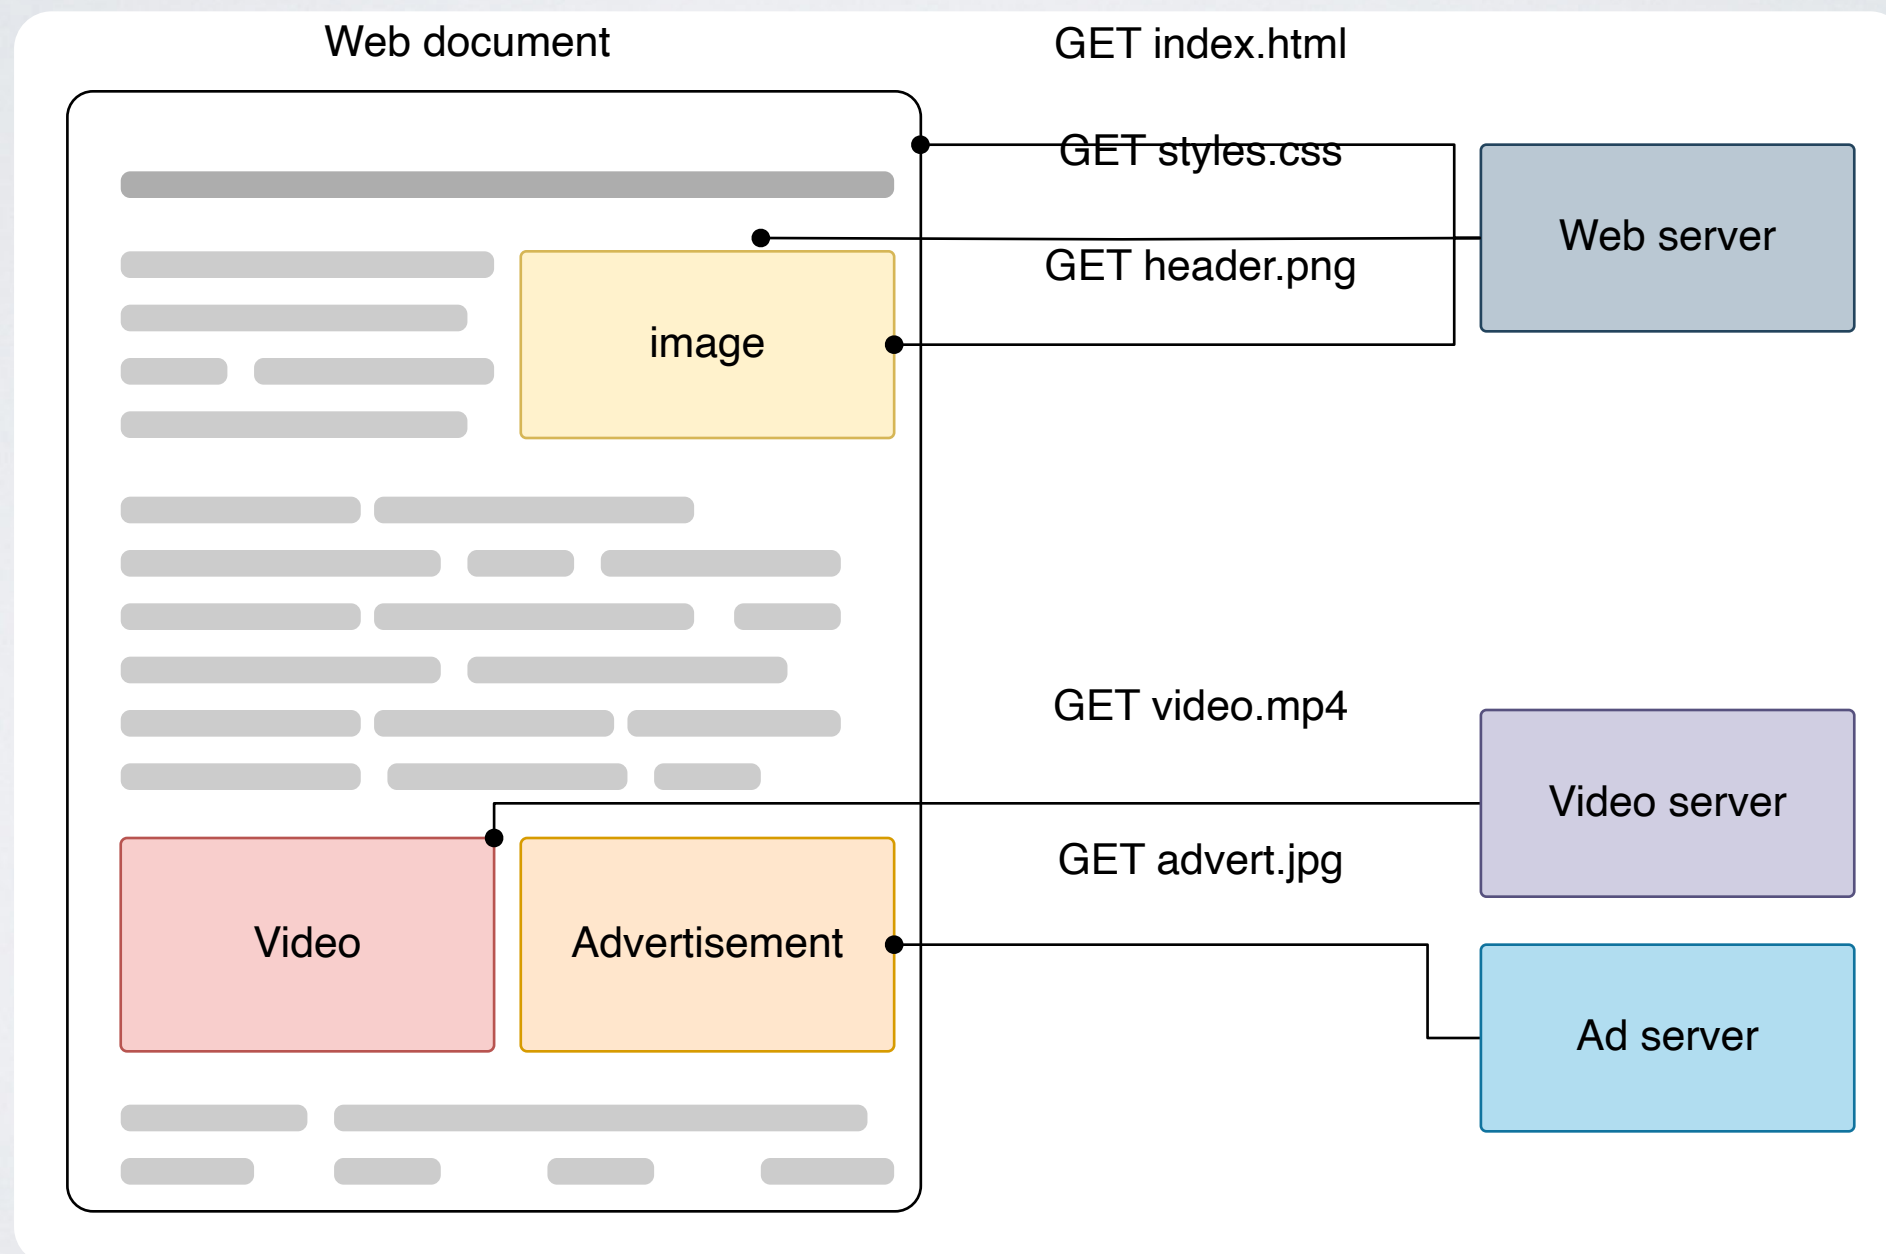 Web document
GET index.html
GET styles.css
Web server
GET header.png
image
GET video.mp4
Video server
GET advert.jpg
Video
Advertisement
Ad server